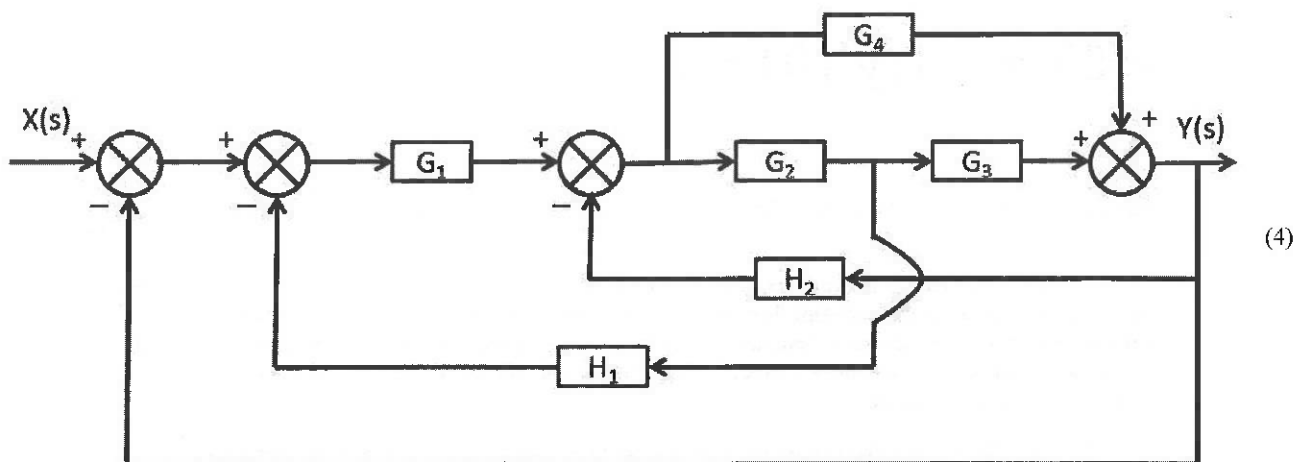 G₄
X(s)
+
+
+
+
+
Y(s)
G₁
G₂
G₃
−
−
−
(4)
H₂
H₁